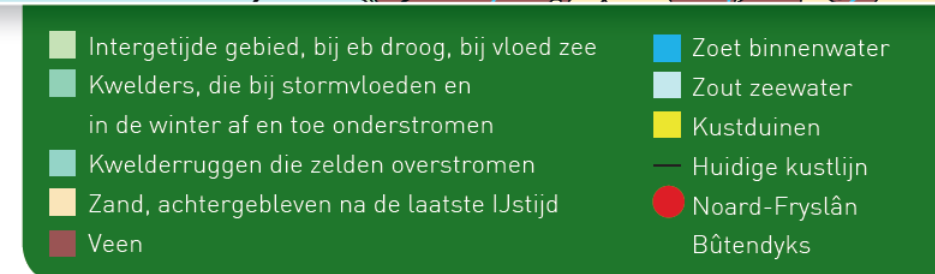 Intergetijde gebied, bij eb droog, bij vloed zee
Kwelders, die bij stormvloeden en
in de winter af en toe onderstromen
Kwelderruggen die zelden overstromen
Zand, achtergebleven na de laatste IJstijd
Veen
Zoet binnenwater
Zout zeewater
Kustduinen
Huidige kustlijn
Noard-Fryslân
Bûtendyks